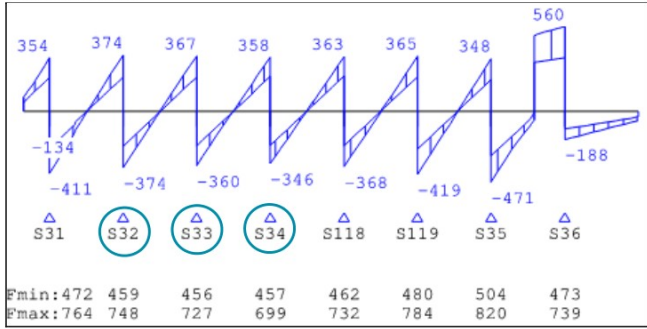 560
354 374 367 358 363 365 348
-134
-411 -374 -360 -346 -368 -419 -471 -188
S31 S32 S33 S34 S118 S119 S35 S36
Fmin:472 459 456 457 462 480 504 473
Fmax:764 748 727 699 732 784 820 739